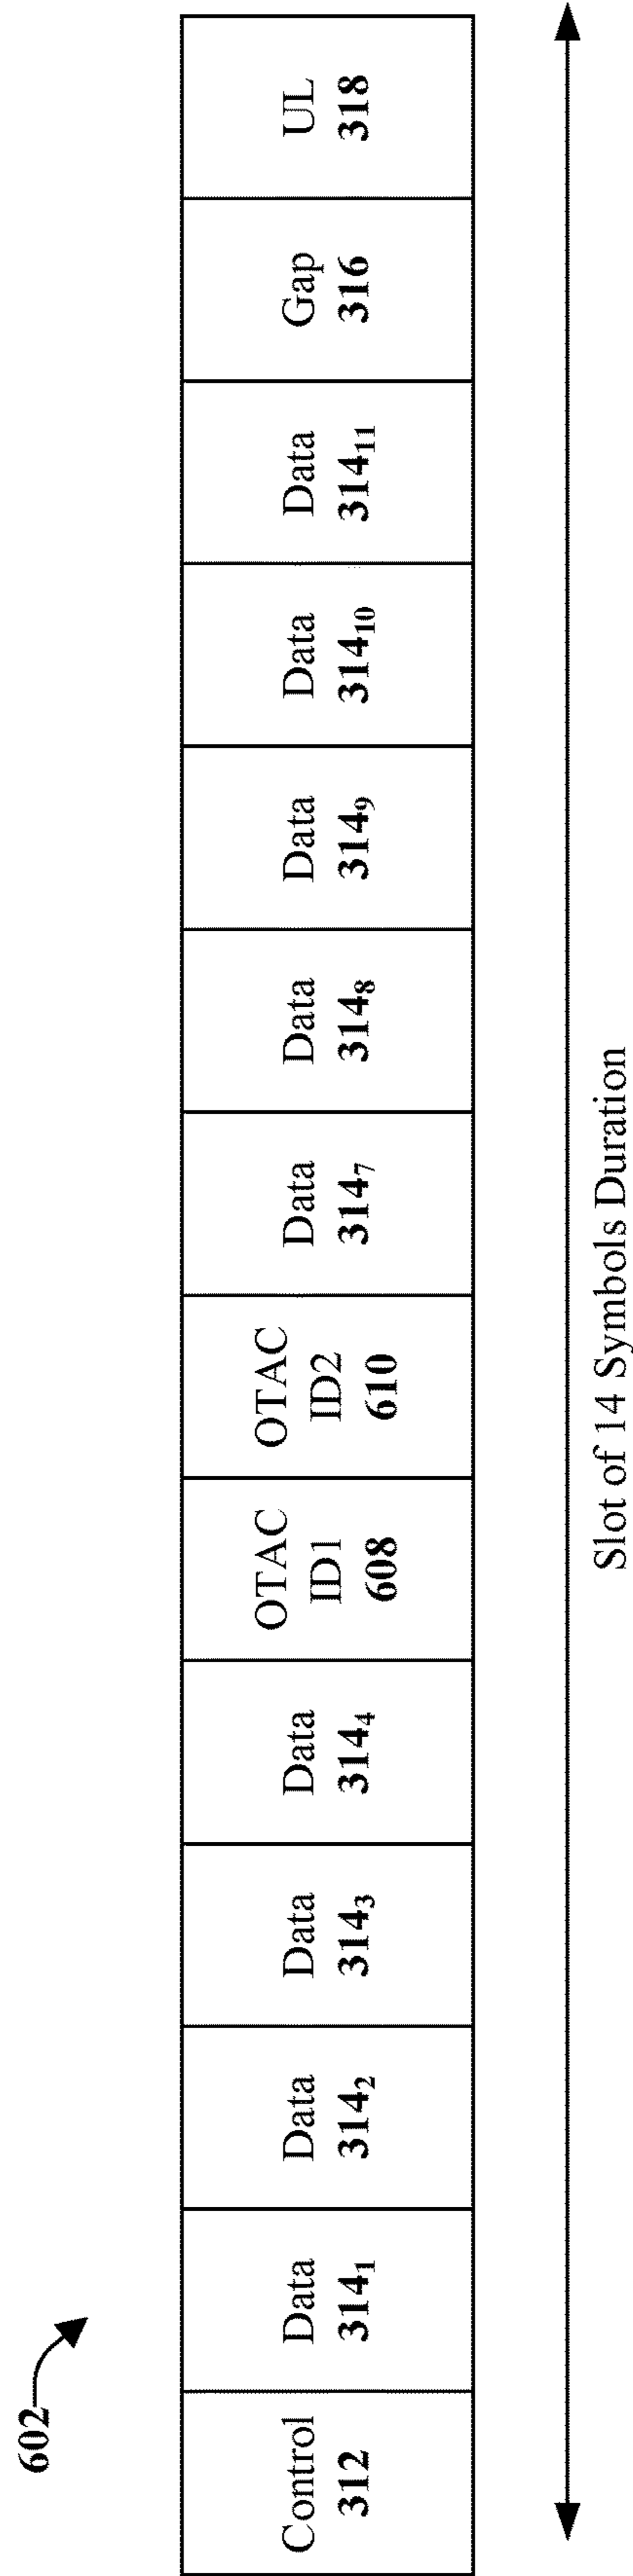 602
Control
312
Data
314₁
Data
314₂
Data
314₃
Data
314₄
OTAC
ID1
608
OTAC
ID2
610
Data
314₇
Data
314₈
Data
314₉
Data
314₁₀
Data
314₁₁
Gap
316
UL
318
Slot of 14 Symbols Duration